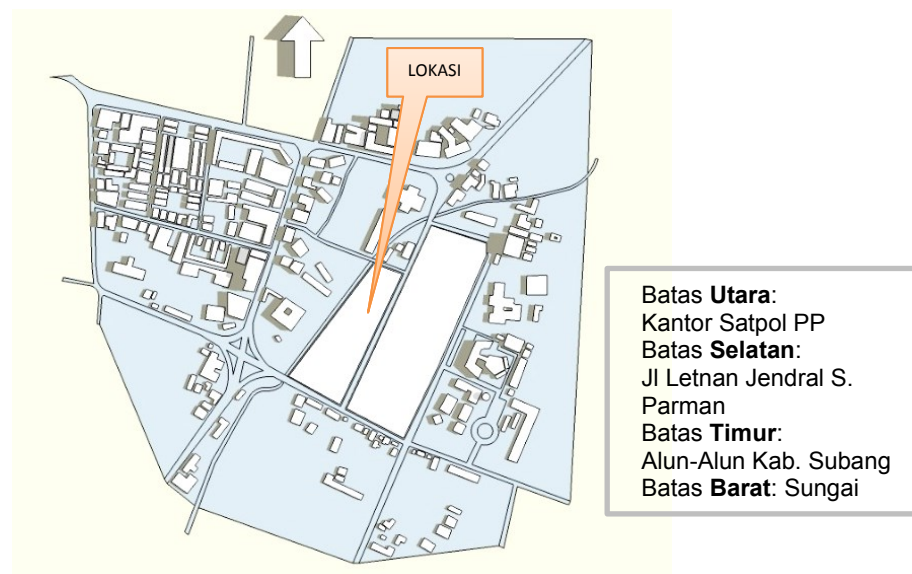 LOKASI
Batas Utara:
Kantor Satpol PP
Batas Selatan:
Jl Letnan Jendral S.
Parman
Batas Timur:
Alun-Alun Kab. Subang
Batas Barat: Sungai